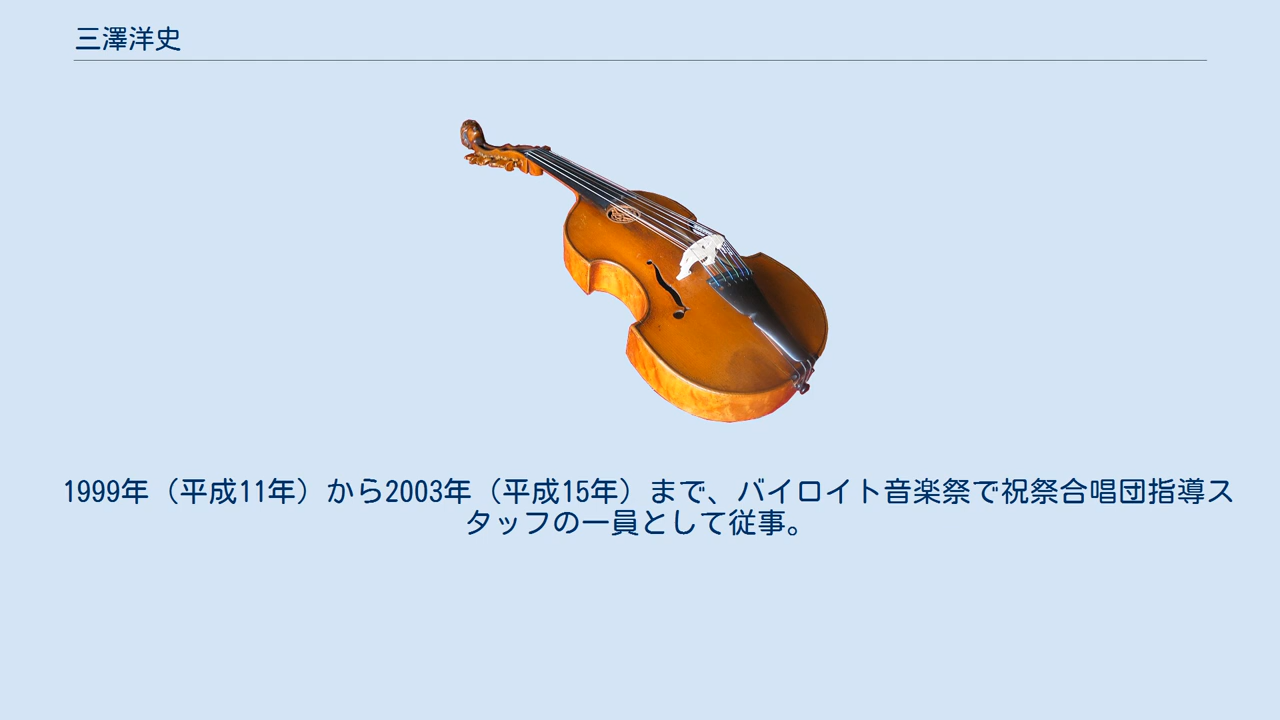 三澤洋史
1999年（平成11年）から2003年（平成15年）まで、バイロイト音楽祭で祝祭合唱団指導ス
タッフの一員として従事。